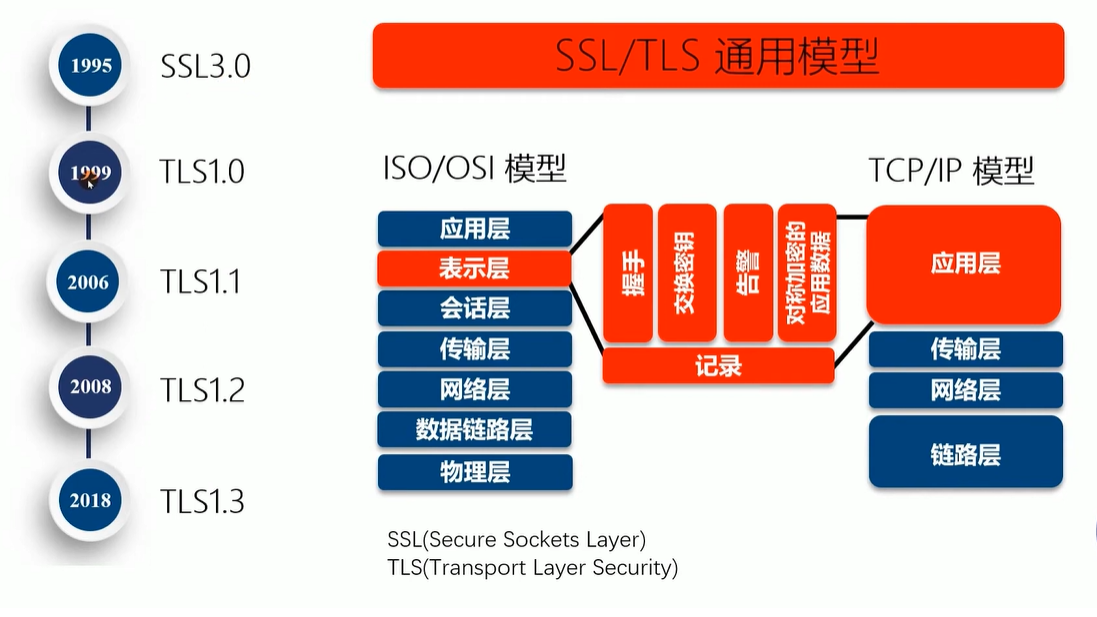 1995
SSL3.0
1999
TLS1.0
2006
TLS1.1
2008
TLS1.2
2018
TLS1.3
SSL/TLS 通用模型
ISO/OSI 模型
应用层
表示层
会话层
传输层
网络层
数据链路层
物理层
握手
交换密钥
告警
对称加密的
应用数据
记录
TCP/IP 模型
应用层
传输层
网络层
链路层
SSL(Secure Sockets Layer)
TLS(Transport Layer Security)